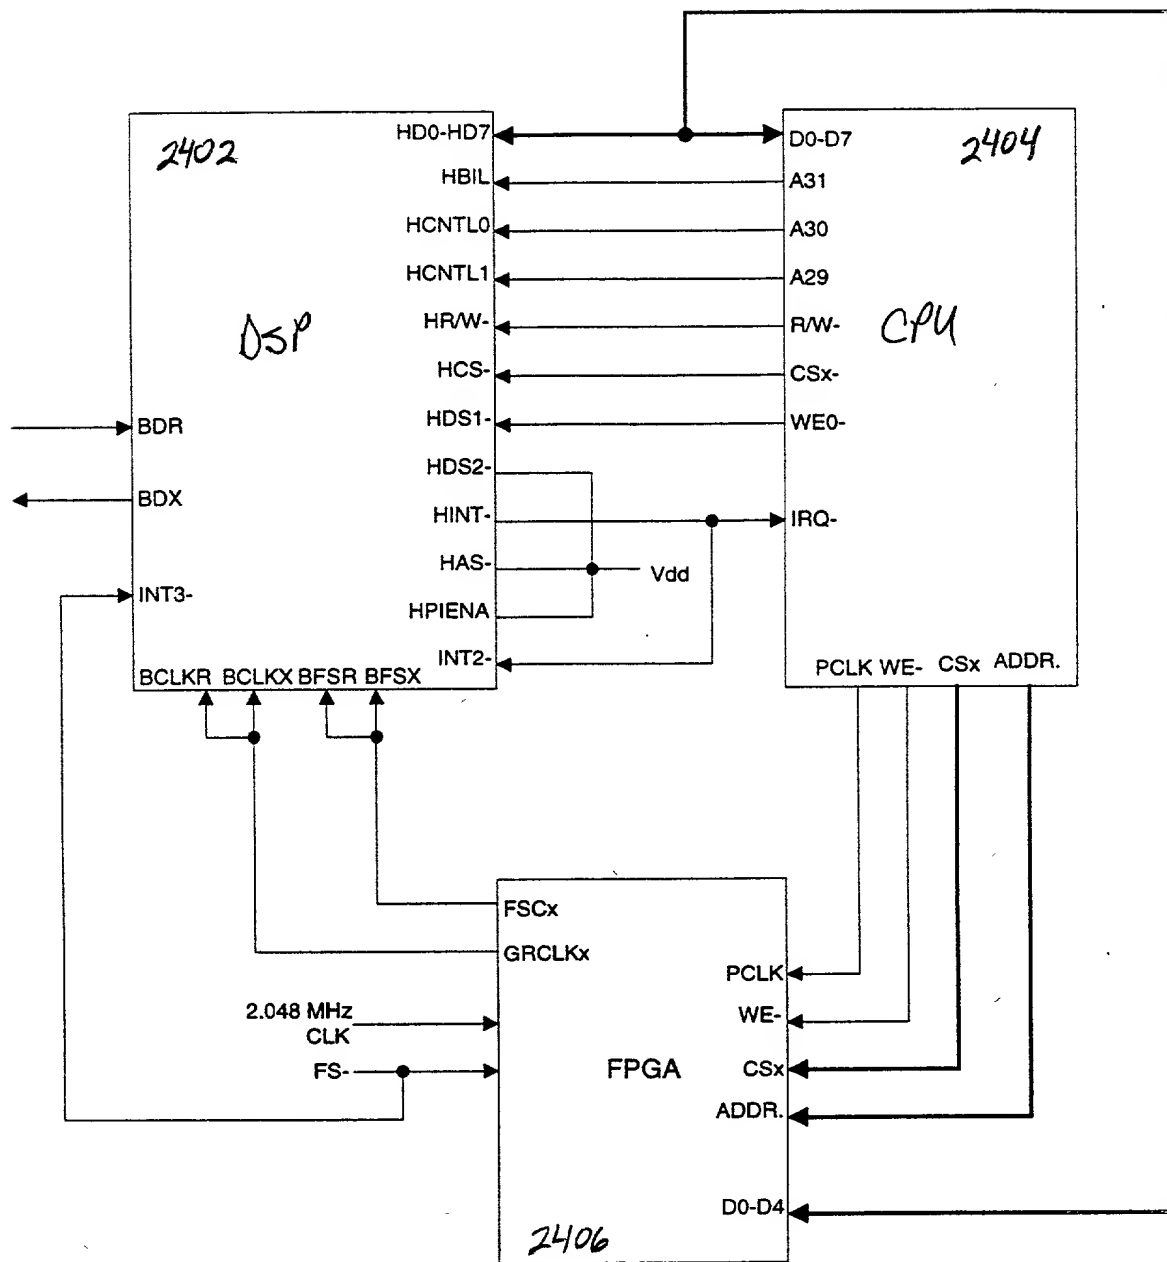 2402
HD0-HD7
D0-D7
2404
HBIL
A31
HCNTL0
A30
HCNTL1
A29
DSP
HR/W-
R/W-
CPU
HCS-
CSx-
BDR
HDS1-
WE0-
HDS2-
BDX
HINT-
IRQ-
HAS-
Vdd
INT3-
HPIENA
INT2-
BCLKR BCLKX BFSR BFSX
PCLK WE- CSx ADDR.
FSCx
GRCLKx
PCLK
2.048 MHz
CLK
WE-
FS-
FPGA
CSx
ADDR.
D0-D4
2406